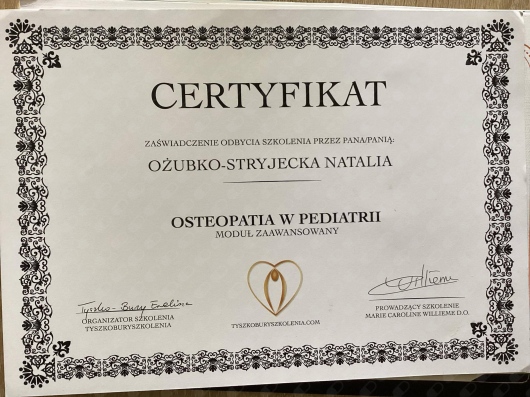 CERTYFIKAT
ZAŚWIADCZENIE ODBYCIA SZKOLENIA PRZEZ PANA/PANIĄ:
OŻUBKO-STRYJECKA NATALIA
OSTEOPATIA W PEDIATRII
MODUŁ ZAAWANSOWANY
Tyszko-Bury Ewelina
ORGANIZATOR SZKOLENIA
TYSZKOBURYSZKOLENIA
TYSZKOBURYSZKOLENIA.COM
PROWADZĄCY SZKOLENIE
MARIE CAROLINE WILLIEME D.O.